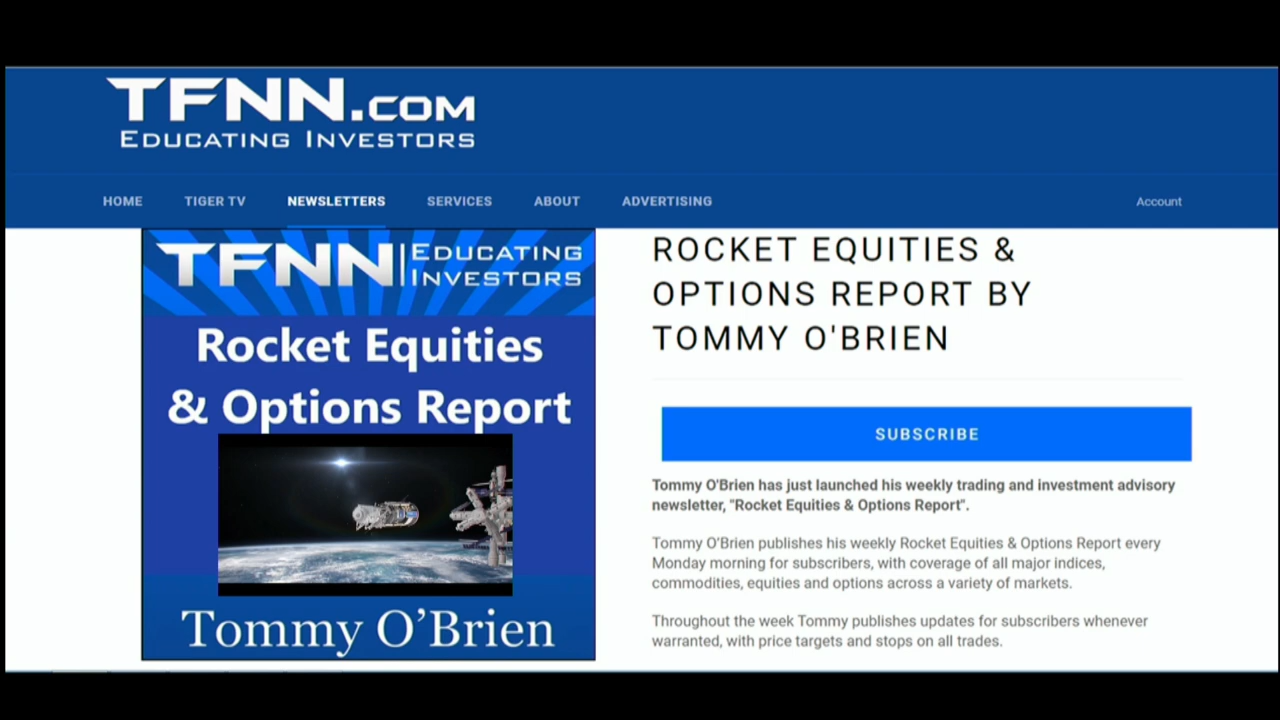 TFNN.COM
EDUCATING INVESTORS
HOME TIGER TV NEWSLETTERS SERVICES ABOUT ADVERTISING Account
TFNN EDUCATING INVESTORS
Rocket Equities
& Options Report
Tommy O’Brien
ROCKET EQUITIES &
OPTIONS REPORT BY
TOMMY O'BRIEN
SUBSCRIBE
Tommy O'Brien has just launched his weekly trading and investment advisory
newsletter, "Rocket Equities & Options Report".
Tommy O'Brien publishes his weekly Rocket Equities & Options Report every
Monday morning for subscribers, with coverage of all major indices,
commodities, equities and options across a variety of markets.
Throughout the week Tommy publishes updates for subscribers whenever
warranted, with price targets and stops on all trades.